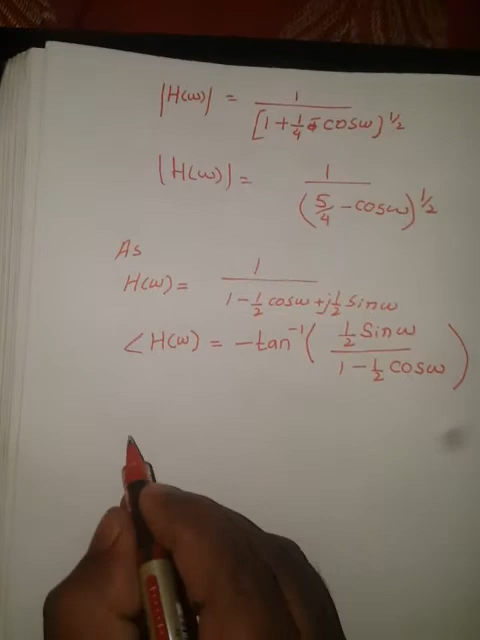 |H(ω)| = 1/[1 + 1/4 - cosω]^1/2
|H(ω)| = 1/(5/4 - cosω)^1/2
As
H(ω) = 1/(1 - 1/2 cosω + j 1/2 Sinω)
∠H(ω) = -tan^-1 ( (1/2 Sinω)/(1 - 1/2 cosω) )